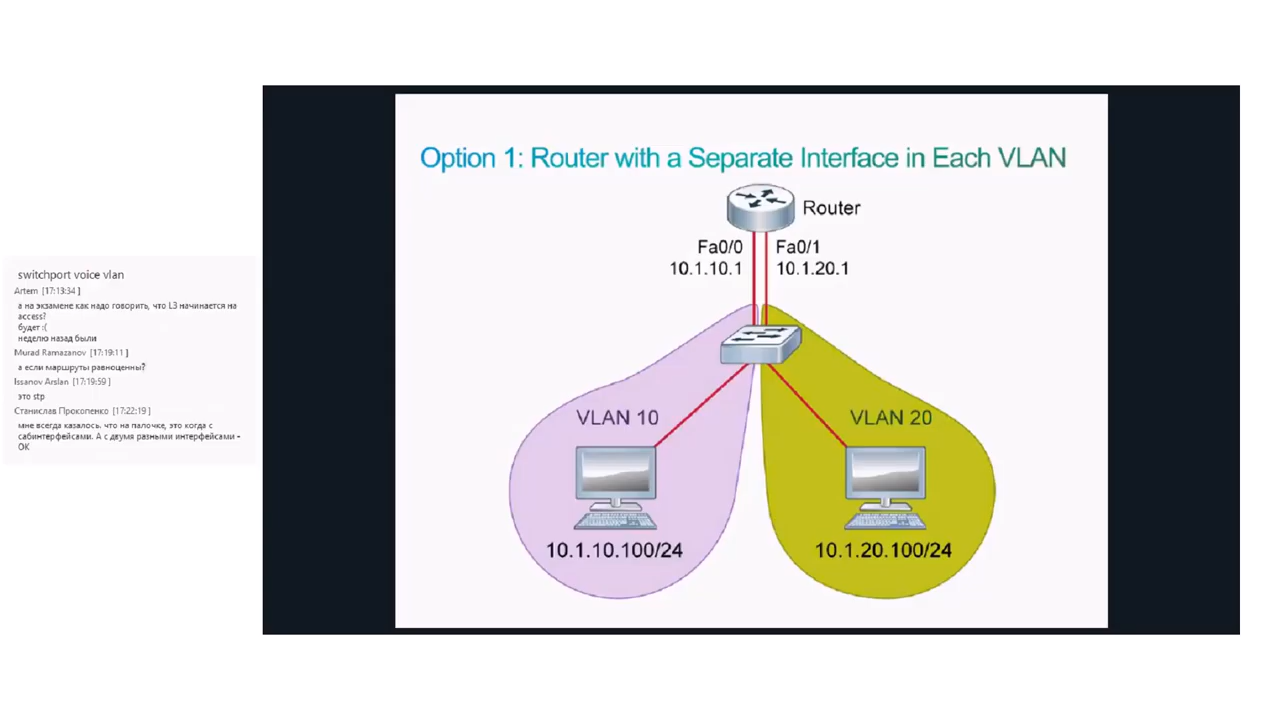 switchport voice vlan
Artem [17:13:34 ]
а на экзамене как надо говорить, что L3 начинается на
access?
будет :(
неделю назад были
Murad Ramazanov [17:19:11 ]
а если маршруты равноценны?
Issanov Arslan [17:19:59 ]
это stp
Станислав Прокопенко [17:22:19 ]
мне всегда казалось. что на палочке, это когда с
сабинтерфейсами. А с двумя разными интерфейсами -
ОК
Option 1: Router with a Separate Interface in Each VLAN
Router
Fa0/0
10.1.10.1
Fa0/1
10.1.20.1
VLAN 10
VLAN 20
10.1.10.100/24
10.1.20.100/24